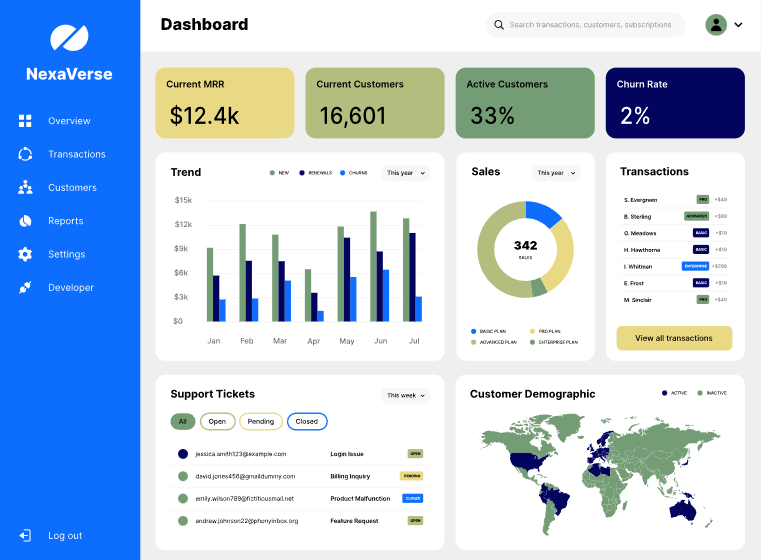 NexaVerse
Overview
Transactions
Customers
Reports
Settings
Developer
Log out
Dashboard
Search transactions, customers, subscriptions
Current MRR
$12.4k
Current Customers
16,601
Active Customers
33%
Churn Rate
2%
Trend
NEW
RENEWALS
CHURNS
This year
$15k
$12k
$9k
$6k
$3k
$0
Jan Feb Mar Apr May Jun Jul
Sales
This year
342
SALES
BASIC PLAN
PRO PLAN
ADVANCED PLAN
ENTERPRISE PLAN
Transactions
S. Evergreen PRO +$49
B. Sterling ADVANCED +$99
O. Meadows BASIC +$19
H. Hawthorne BASIC +$19
I. Whitman ENTERPRISE +$299
E. Frost BASIC +$19
M. Sinclair PRO +$49
View all transactions
Support Tickets
This week
All Open Pending Closed
jessica.smith123@example.com Login Issue OPEN
david.jones456@gmaildummy.com Billing Inquiry PENDING
emily.wilson789@fictitiousmail.net Product Malfunction CLOSED
andrew.johnson22@phonyinbox.org Feature Request OPEN
Customer Demographic
ACTIVE
INACTIVE